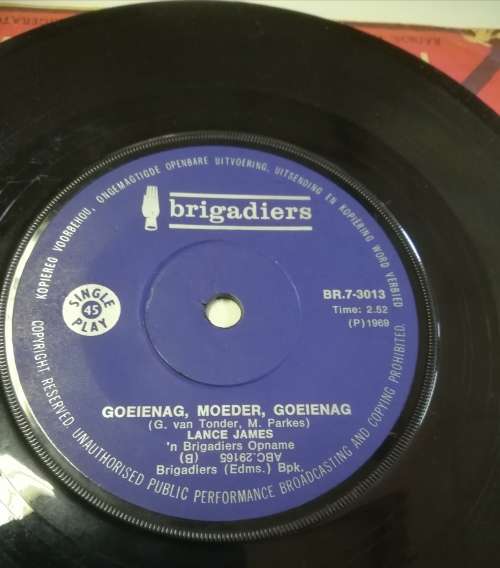 KOPIEREG VOORBEHOU. ONGEMAGTIGDE OPENBARE UITVOERING, UITSENDING EN KOPIËRING WORD VERBIED
brigadiers
SINGLE
45
PLAY
BR.7-3013
Time: 2.52
(P)1969
GOEIENAG, MOEDER, GOEIENAG
(G. van Tonder, M. Parkes)
LANCE JAMES
'n Brigadiers Opname
(B)
ABC.29165
Brigadiers (Edms.) Bpk.
COPYRIGHT RESERVED UNAUTHORISED PUBLIC PERFORMANCE BROADCASTING AND COPYING PROHIBITED.